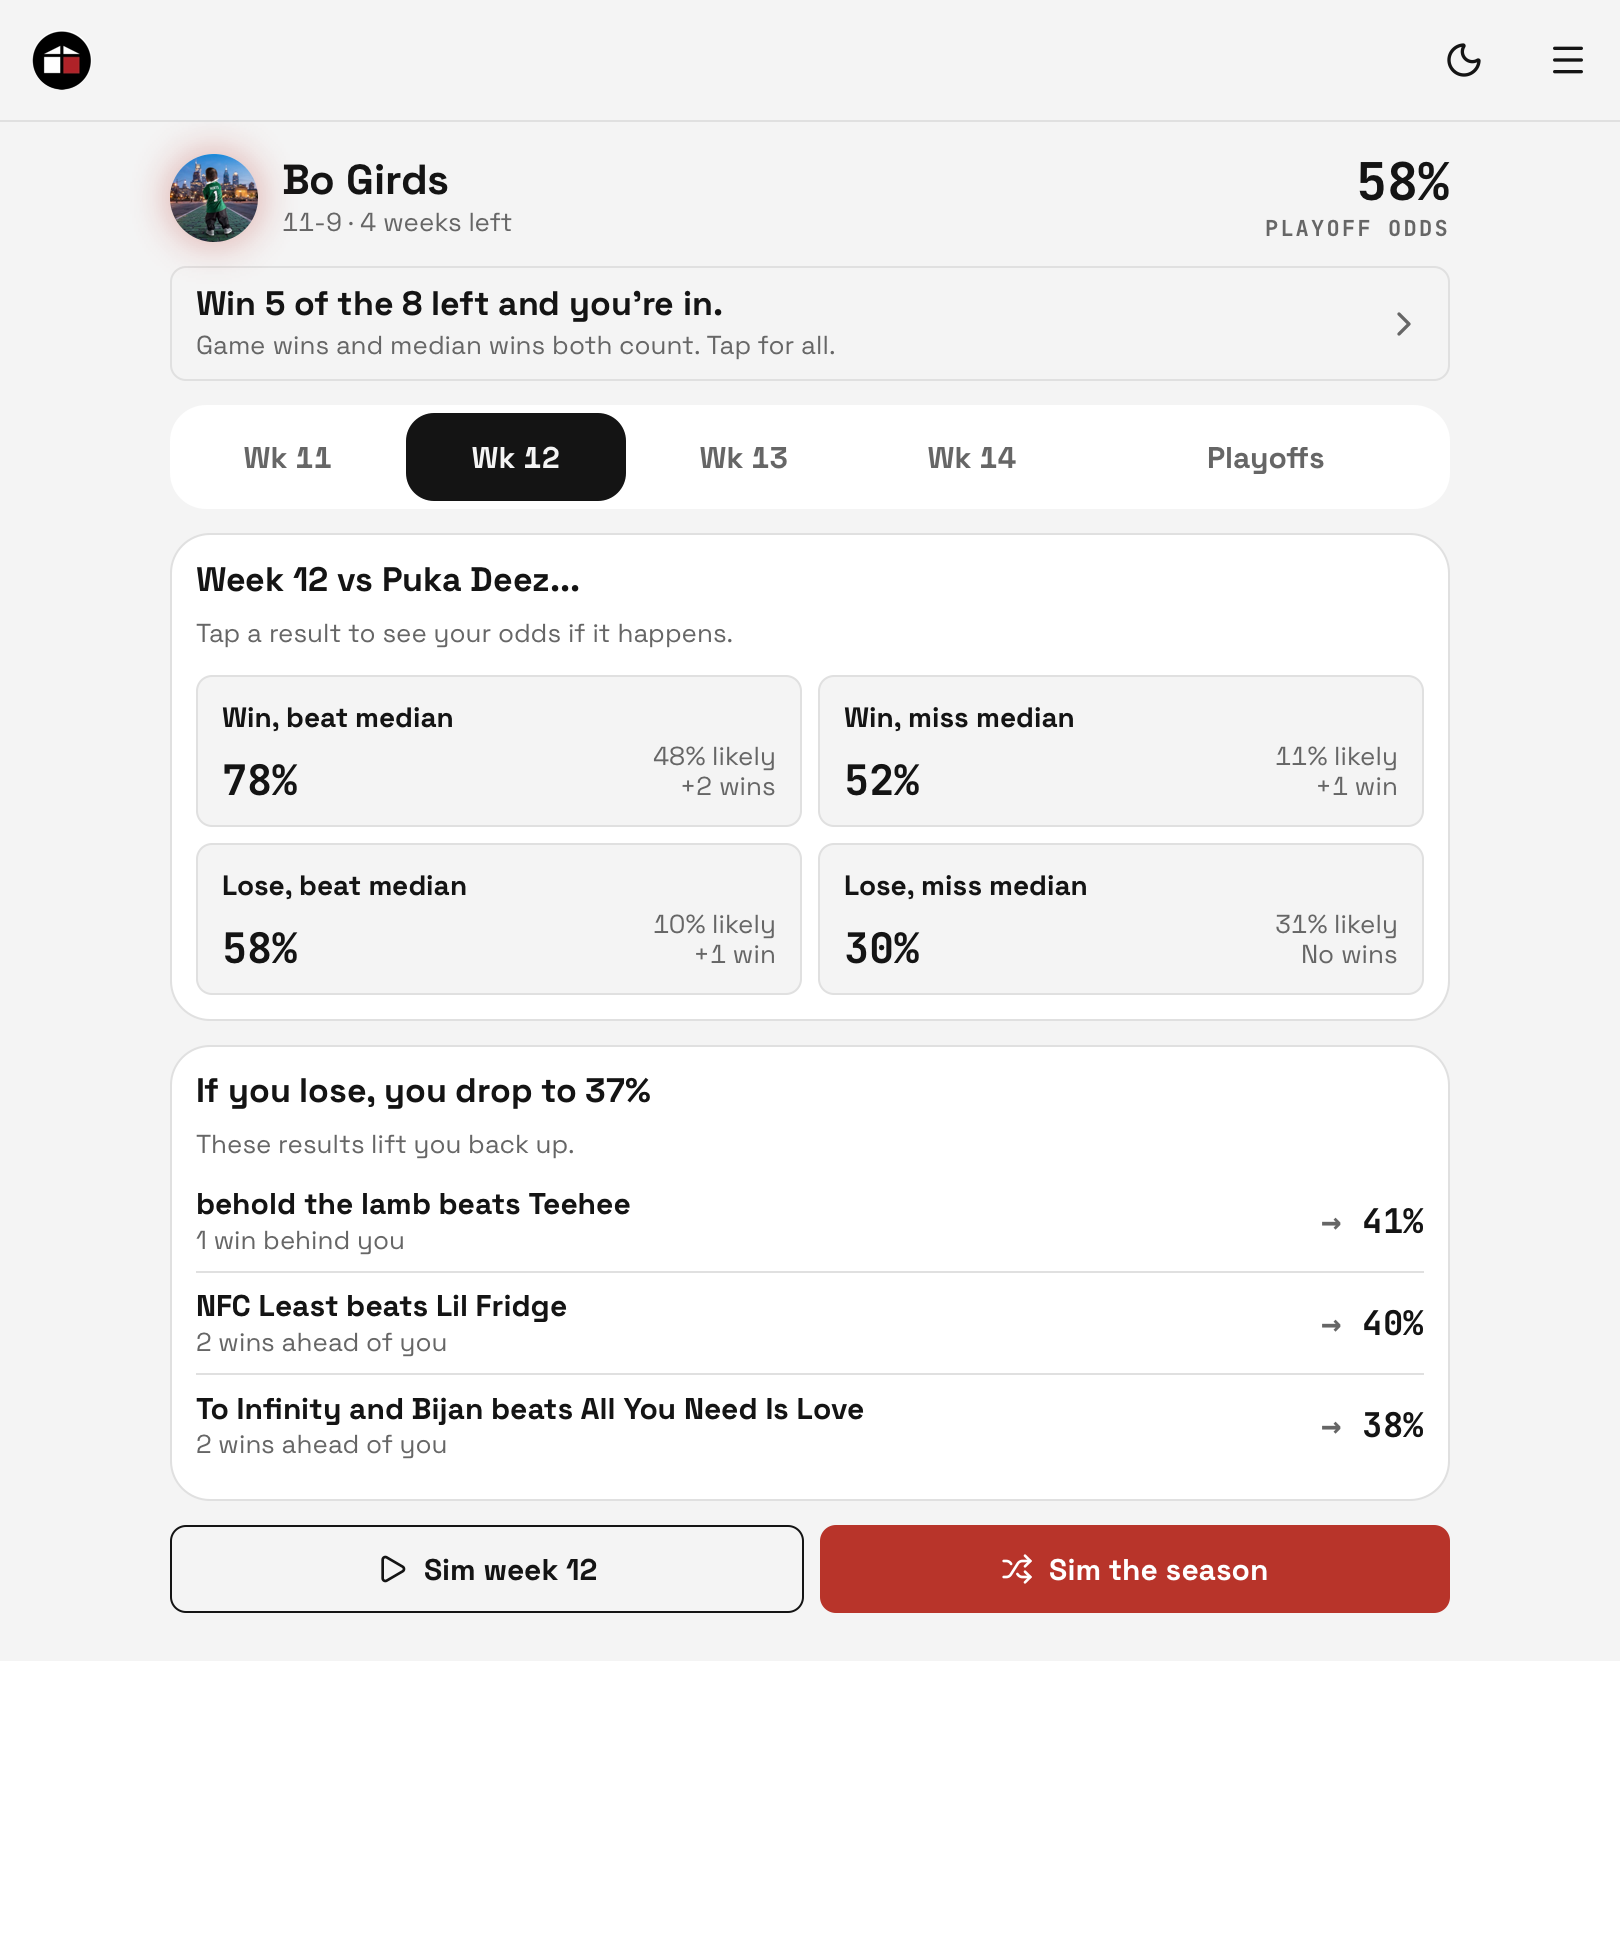 Bo Girds
11-9 · 4 weeks left
58%
PLAYOFF ODDS
Win 5 of the 8 left and you’re in.
Game wins and median wins both count. Tap for all.
Wk 11
Wk 12
Wk 13
Wk 14
Playoffs
Week 12 vs Puka Deez...
Tap a result to see your odds if it happens.
Win, beat median
78%
48% likely
+2 wins
Win, miss median
52%
11% likely
+1 win
Lose, beat median
58%
10% likely
+1 win
Lose, miss median
30%
31% likely
No wins
If you lose, you drop to 37%
These results lift you back up.
behold the lamb beats Teehee
1 win behind you
→ 41%
NFC Least beats Lil Fridge
2 wins ahead of you
→ 40%
To Infinity and Bijan beats All You Need Is Love
2 wins ahead of you
→ 38%
Sim week 12
Sim the season